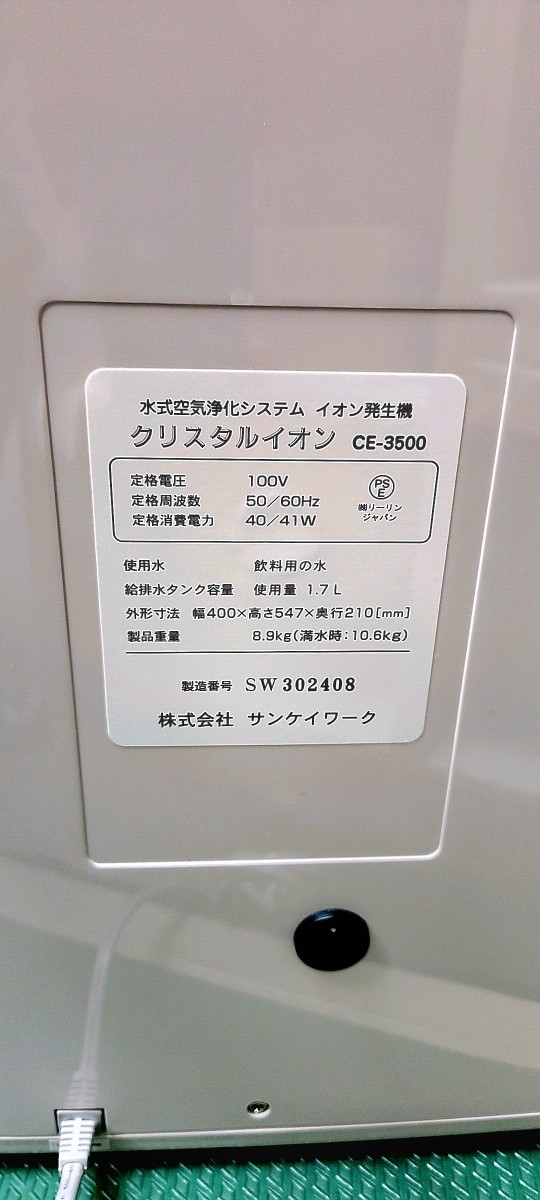 水式空気浄化システム イオン発生機
クリスタルイオン CE-3500
定格電圧 100V
定格周波数 50／60Hz
定格消費電力 40／41W
PS
E
㈱リーリン
ジャパン
使用水 飲料用の水
給排水タンク容量 使用量 1.7L
外形寸法 幅400×高さ547×奥行210[mm]
製品重量 8.9kg(満水時：10.6kg)
製造番号 SW302408
株式会社 サンケイワーク